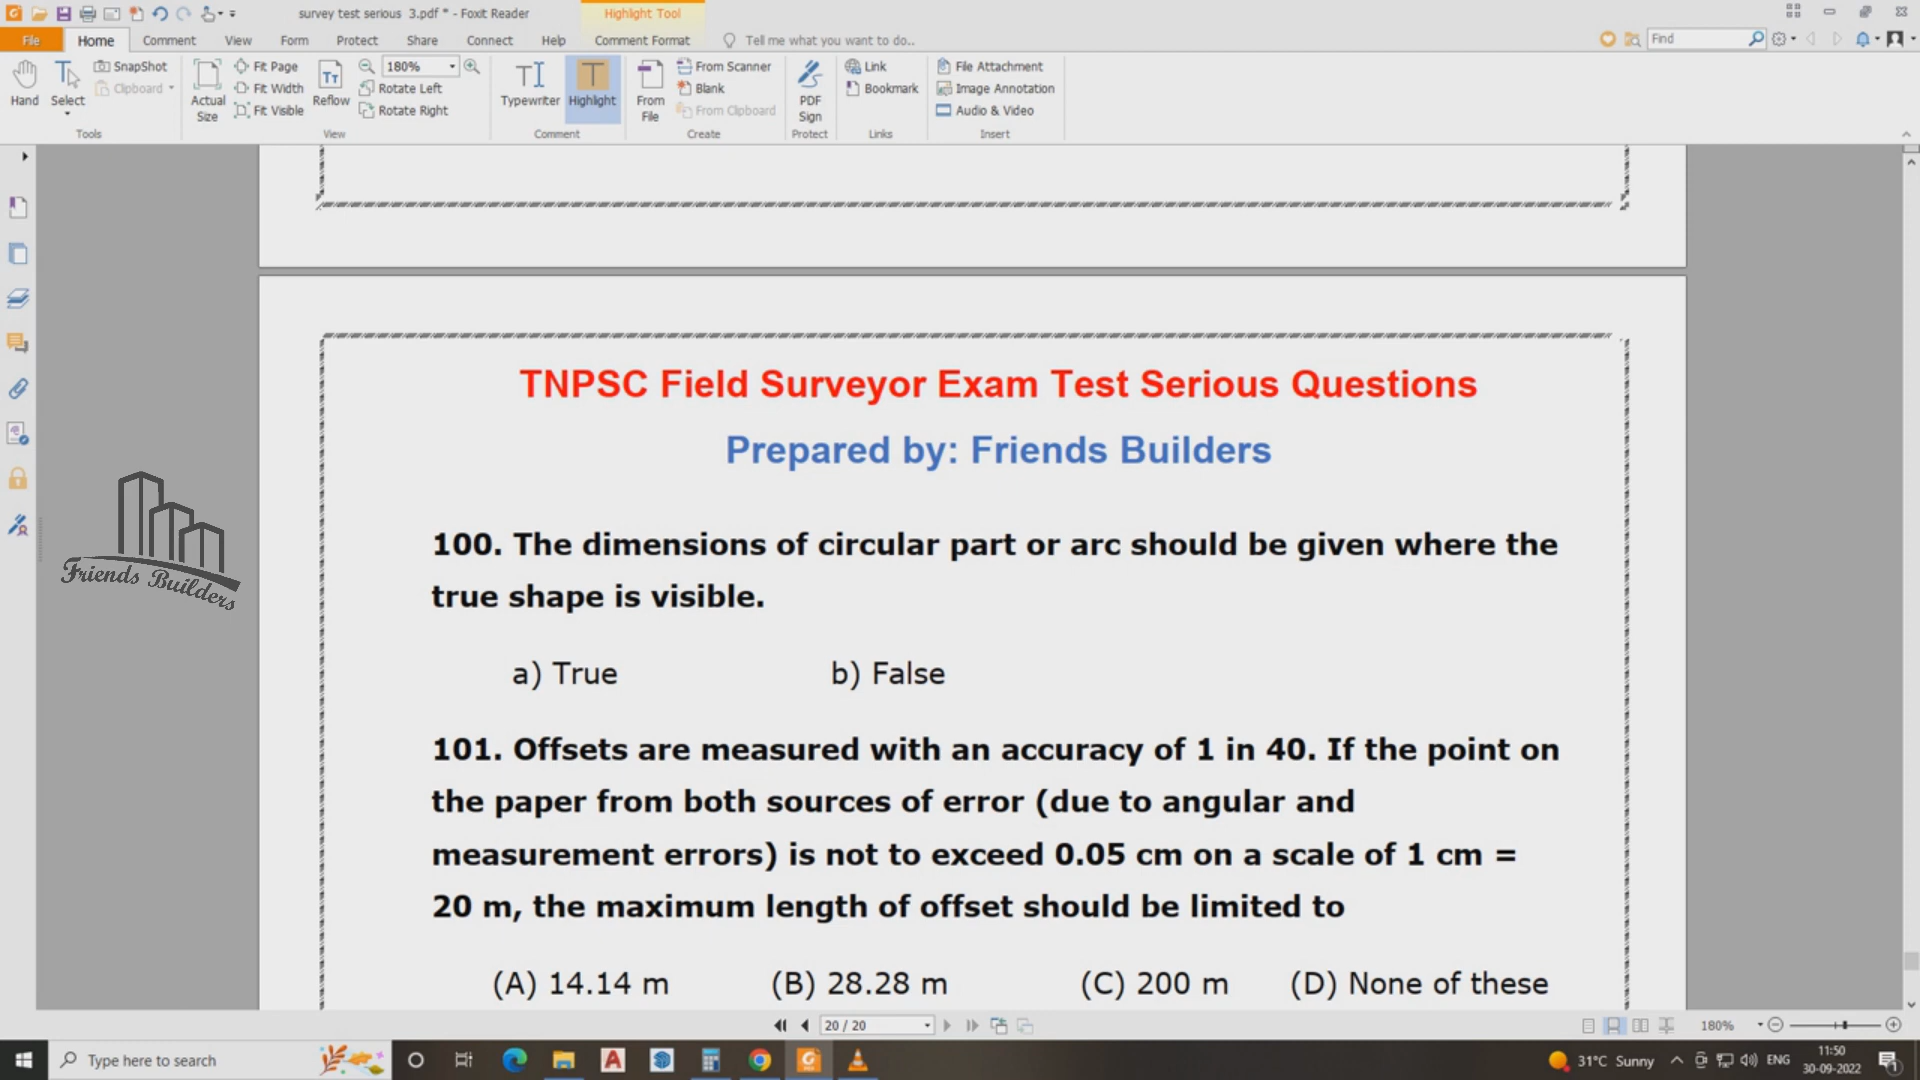 survey test serious 3.pdf * - Foxit Reader
Highlight Tool
File Home Comment View Form Protect Share Connect Help Comment Format Tell me what you want to do.. Find
Hand
Select
SnapShot
Clipboard
Tools
Actual Size
Fit Page
Fit Width
Fit Visible
Reflow
180%
Rotate Left
Rotate Right
View
Typewriter
Highlight
Comment
From File
From Scanner
Blank
From Clipboard
Create
PDF Sign
Protect
Link
Bookmark
Links
File Attachment
Image Annotation
Audio & Video
Insert
TNPSC Field Surveyor Exam Test Serious Questions
Prepared by: Friends Builders
100. The dimensions of circular part or arc should be given where the
true shape is visible.
a) True b) False
101. Offsets are measured with an accuracy of 1 in 40. If the point on
the paper from both sources of error (due to angular and
measurement errors) is not to exceed 0.05 cm on a scale of 1 cm =
20 m, the maximum length of offset should be limited to
(A) 14.14 m (B) 28.28 m (C) 200 m (D) None of these
Friends Builders
20 / 20
180%
Type here to search
31°C Sunny
ENG
11:50
30-09-2022
1